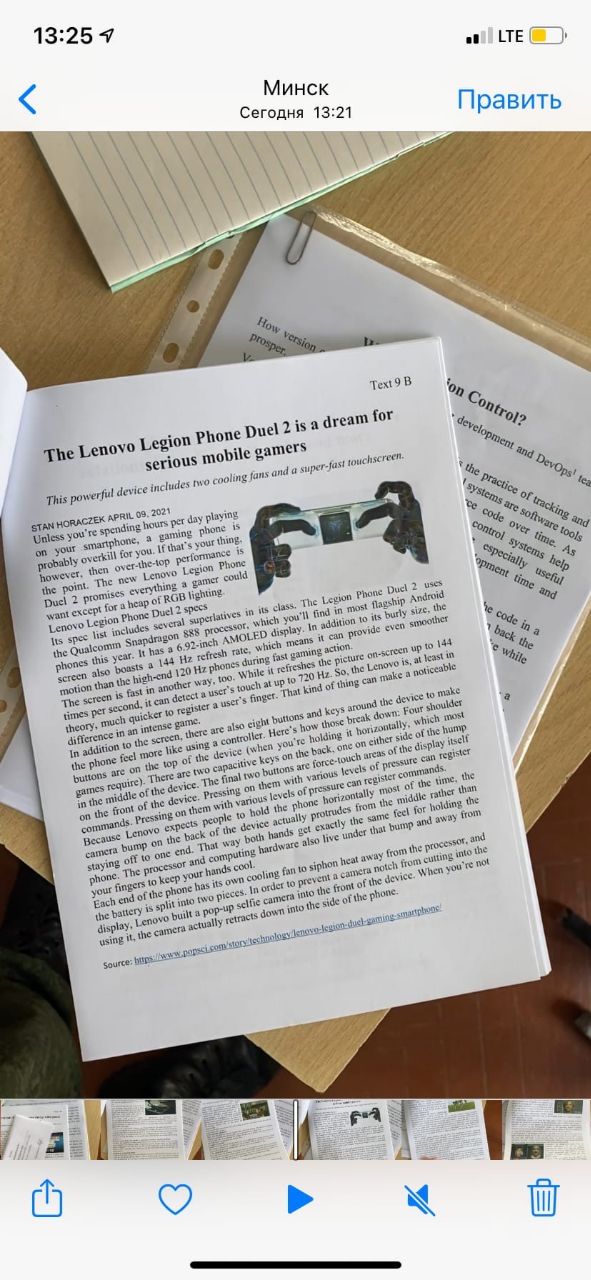 13:25
LTE
Минск
Сегодня 13:21
Править
How version
prosper.
ion Control?
development and DevOps' tea
the practice of tracking and
systems are software tools
ce code over time. As
control systems help
especially useful
opment time and
he code in a
back the
while
a
Text 9 B
The Lenovo Legion Phone Duel 2 is a dream for
serious mobile gamers
This powerful device includes two cooling fans and a super-fast touchscreen.
STAN HORACZEK APRIL 09, 2021
Unless you're spending hours per day playing
on your smartphone, a gaming phone is
probably overkill for you. If that's your thing,
however, then over-the-top performance is
the point. The new Lenovo Legion Phone
Duel 2 promises everything a gamer could
want except for a heap of RGB lighting.
Lenovo Legion Phone Duel 2 specs
Its spec list includes several superlatives in its class. The Legion Phone Duel 2 uses
the Qualcomm Snapdragon 888 processor, which you'll find in most flagship Android
phones this year. It has a 6.92-inch AMOLED display. In addition to its burly size, the
screen also boasts a 144 Hz refresh rate, which means it can provide even smoother
motion than the high-end 120 Hz phones during fast gaming action.
The screen is fast in another way, too. While it refreshes the picture on-screen up to 144
times per second, it can detect a user's touch at up to 720 Hz. So, the Lenovo is, at least in
theory, much quicker to register a user's finger. That kind of thing can make a noticeable
difference in an intense game.
In addition to the screen, there are also eight buttons and keys around the device to make
the phone feel more like using a controller. Here's how those break down: Four shoulder
buttons are on the top of the device (when you're holding it horizontally, which most
games require). There are two capacitive keys on the back, one on either side of the hump
in the middle of the device. The final two buttons are force-touch areas of the display itself
on the front of the device. Pressing on them with various levels of pressure can register
commands. Pressing on them with various levels of pressure can register commands.
Because Lenovo expects people to hold the phone horizontally most of the time, the
camera bump on the back of the device actually protrudes from the middle rather than
staying off to one end. That way both hands get exactly the same feel for holding the
phone. The processor and computing hardware also live under that bump and away from
your fingers to keep your hands cool.
Each end of the phone has its own cooling fan to siphon heat away from the processor, and
the battery is split into two pieces. In order to prevent a camera notch from cutting into the
display, Lenovo built a pop-up selfie camera into the front of the device. When you're not
using it, the camera actually retracts down into the side of the phone.
Source: https://www.popsci.com/story/technology/lenovo-legion-duel-gaming-smartphone/